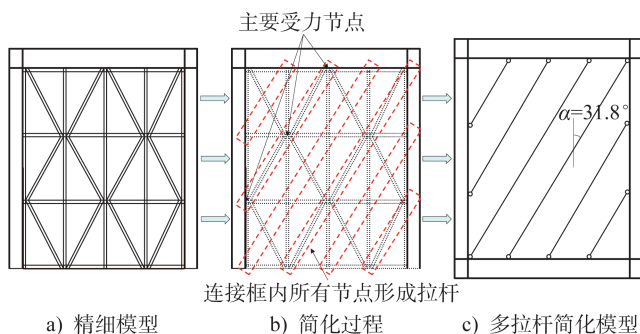 主要受力节点
α=31.8°
连接框内所有节点形成拉杆
a) 精细模型
b) 简化过程
c) 多拉杆简化模型